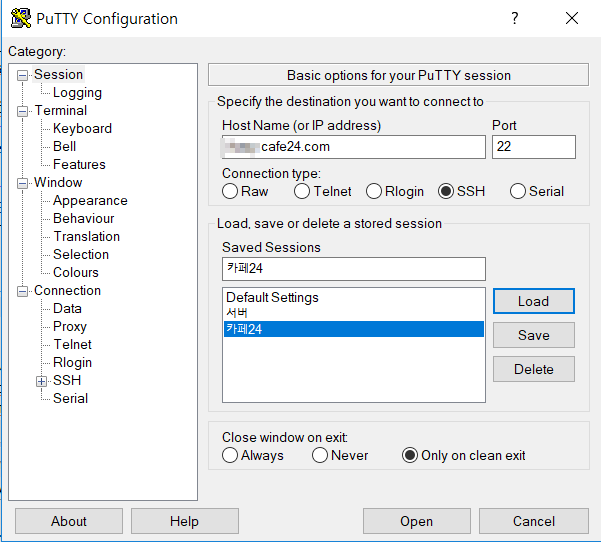 PuTTY Configuration
Category:
Session
Logging
Terminal
Keyboard
Bell
Features
Window
Appearance
Behaviour
Translation
Selection
Colours
Connection
Data
Proxy
Telnet
Rlogin
SSH
Serial
Basic options for your PuTTY session
Specify the destination you want to connect to
Host Name (or IP address) Port
cafe24.com 22
Connection type:
Raw Telnet Rlogin SSH Serial
Load, save or delete a stored session
Saved Sessions
카페24
Default Settings
서버
카페24
Load
Save
Delete
Close window on exit:
Always Never Only on clean exit
About Help Open Cancel